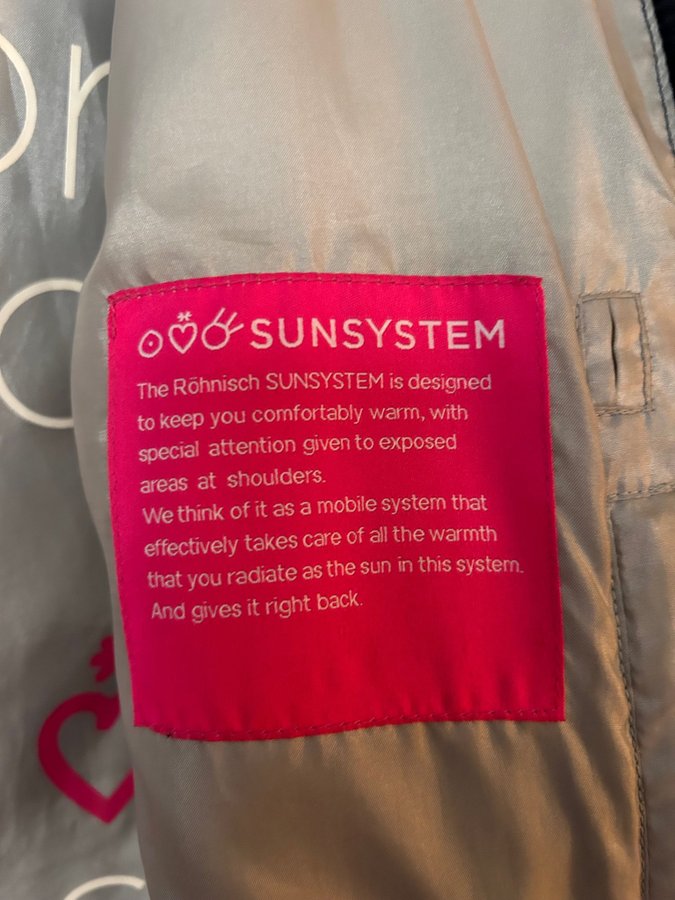 SUNSYSTEM
The Röhnisch SUNSYSTEM is designed
to keep you comfortably warm, with
special attention given to exposed
areas at shoulders.
We think of it as a mobile system that
effectively takes care of all the warmth
that you radiate as the sun in this system.
And gives it right back.